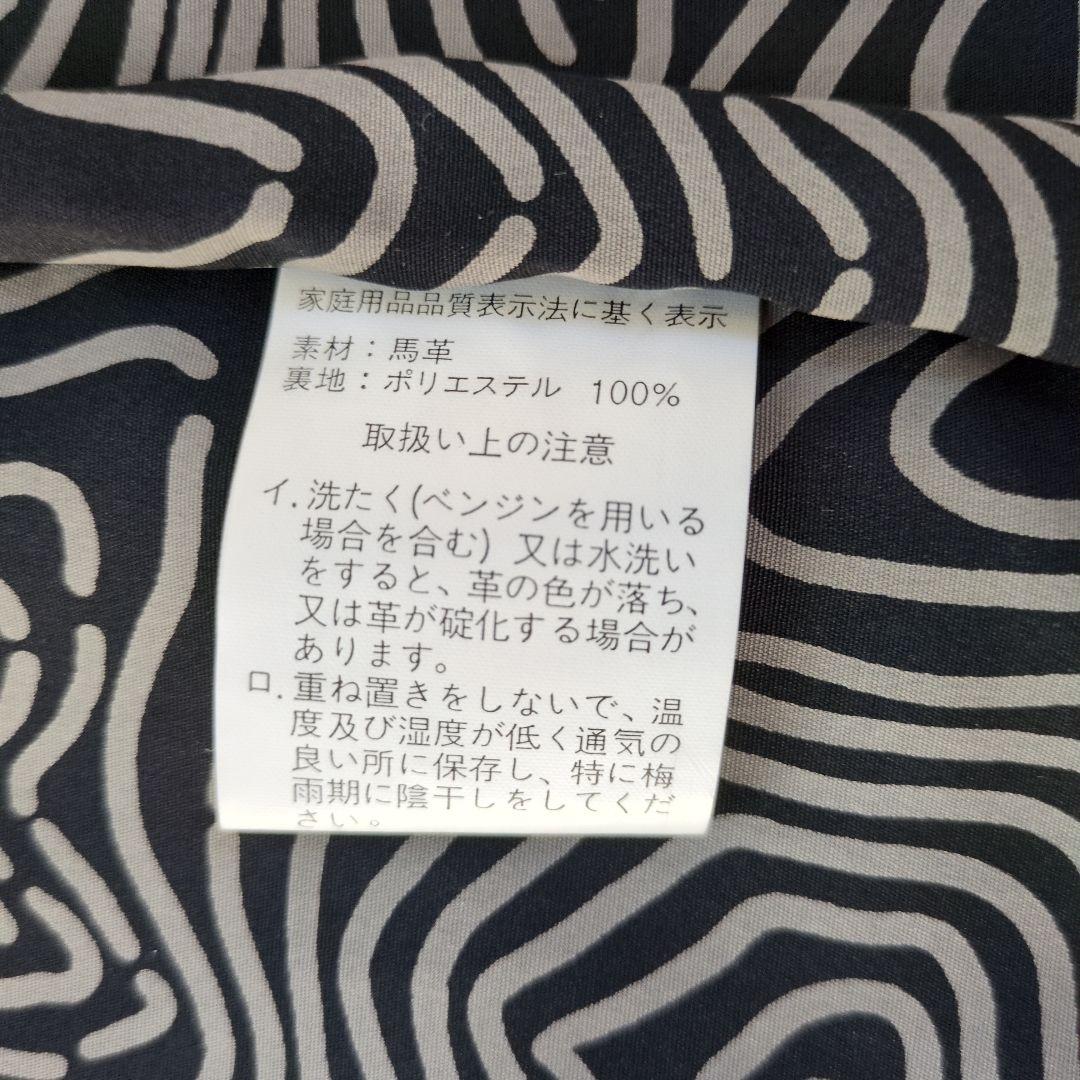 家庭用品品質表示法に基く表示
素材：馬革
裏地：ポリエステル 100%
取扱い上の注意
イ.洗たく(ベンジンを用いる
場合を含む) 又は水洗い
をすると、革の色が落ち、
又は革が碇化する場合が
あります。
ロ.重ね置きをしないで、温
度及び湿度が低く通気の
良い所に保存し、特に梅
雨期に陰干しをしてくだ
さい。